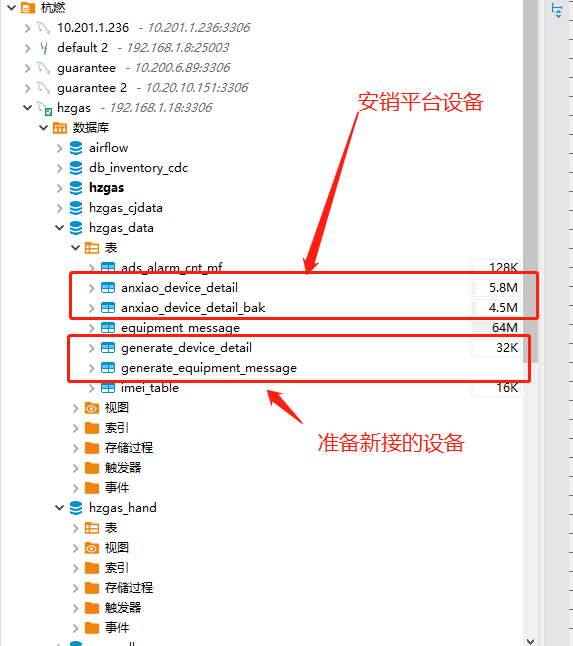 杭燃
10.201.1.236 - 10.201.1.236:3306
default 2 - 192.168.1.8:25003
guarantee - 10.200.6.89:3306
guarantee 2 - 10.20.10.151:3306
hzgas - 192.168.1.18:3306
安销平台设备
数据库
airflow
db_inventory_cdc
hzgas
hzgas_cjdata
hzgas_data
表
ads_alarm_cnt_mf 128K
anxiao_device_detail 5.8M
anxiao_device_detail_bak 4.5M
equipment_message 64M
generate_device_detail 32K
generate_equipment_message
imei_table 16K
视图
索引
准备新接的设备
存储过程
触发器
事件
hzgas_hand
表
视图
索引
存储过程
触发器
事件